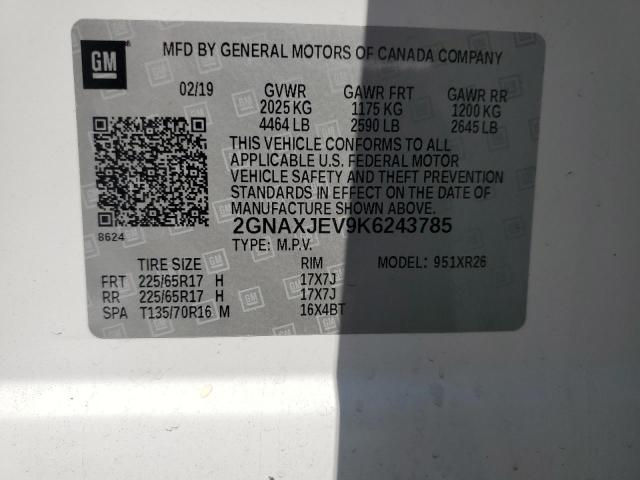 GM
MFD BY GENERAL MOTORS OF CANADA COMPANY
02/19 GVWR GAWR FRT GAWR RR
2025 KG 1175 KG 1200 KG
4464 LB 2590 LB 2645 LB
THIS VEHICLE CONFORMS TO ALL
APPLICABLE U.S. FEDERAL MOTOR
VEHICLE SAFETY AND THEFT PREVENTION
STANDARDS IN EFFECT ON THE DATE OF
MANUFACTURE SHOWN ABOVE.
8624 2GNAXJEV9K6243785
TYPE: M.P.V.
TIRE SIZE RIM MODEL: 951XR26
FRT 225/65R17 H 17X7J
RR 225/65R17 H 17X7J
SPA T135/70R16 M 16X4BT